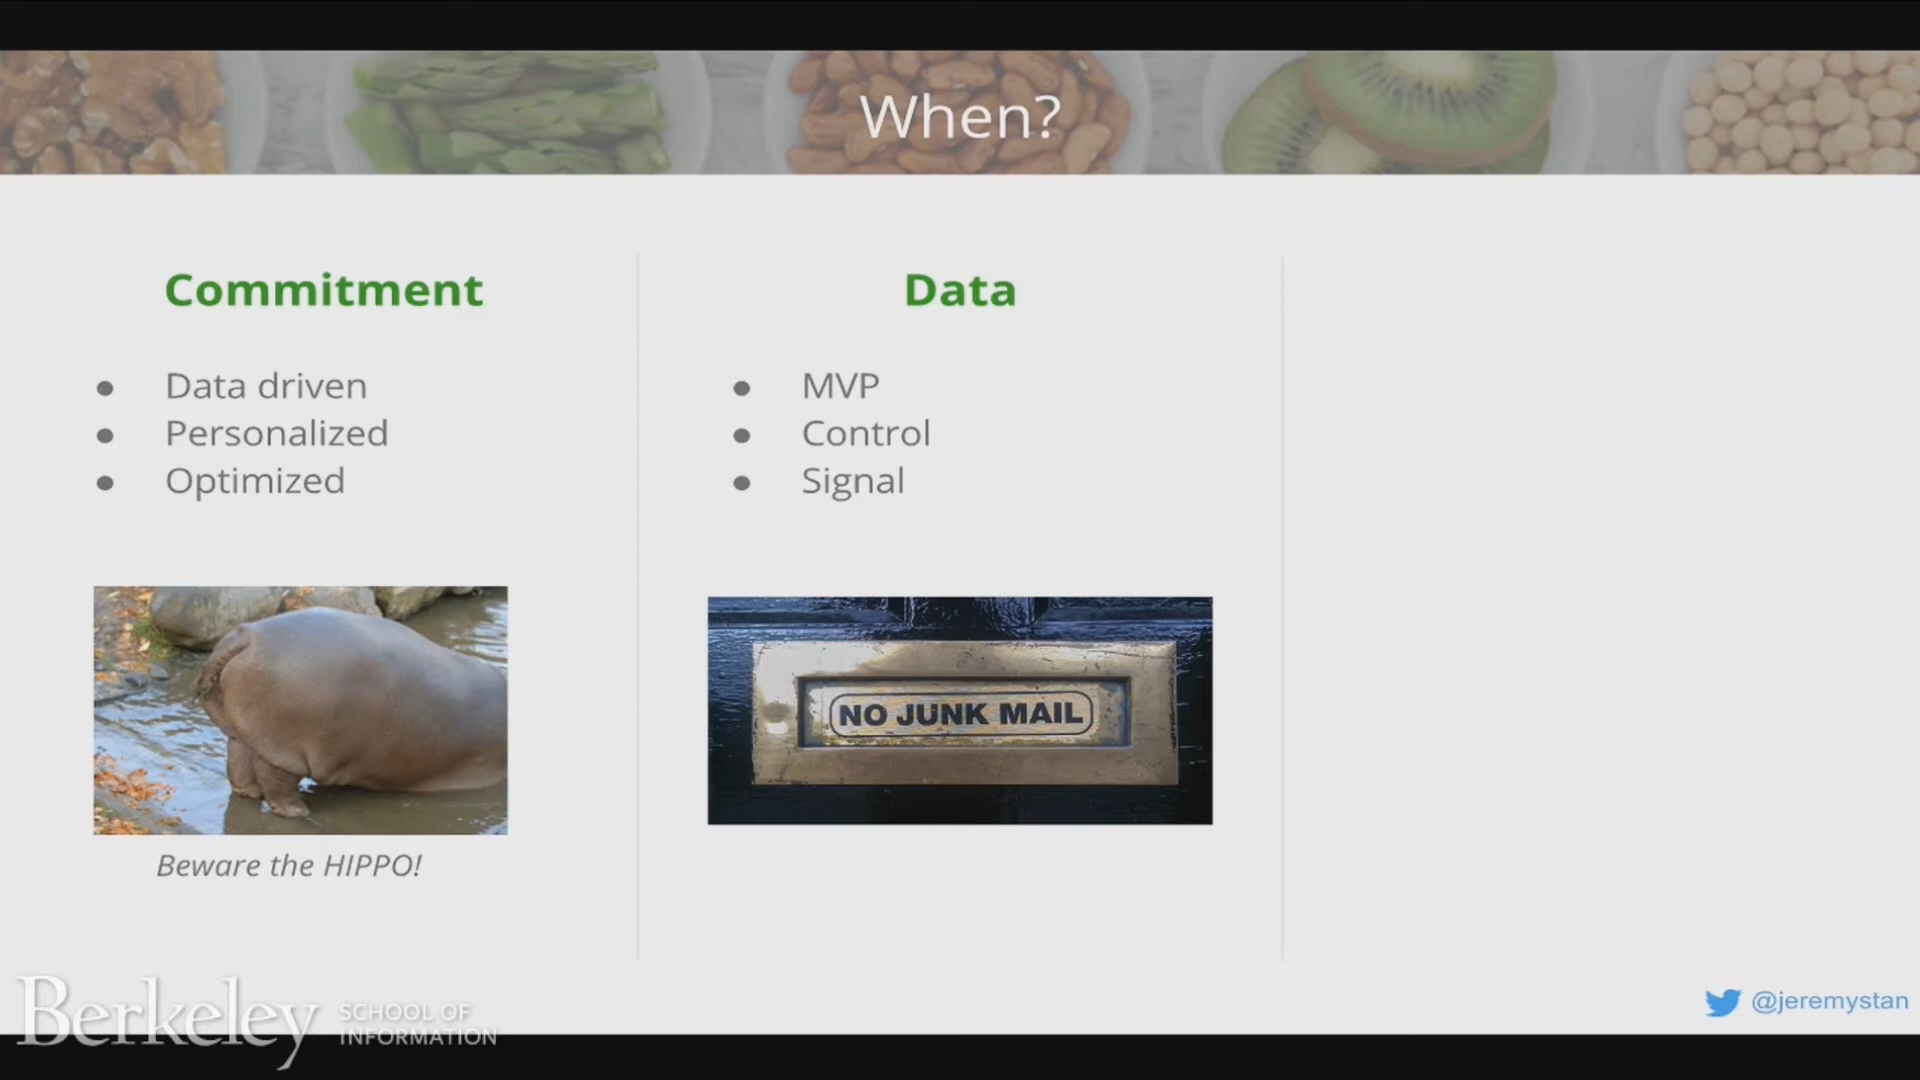 When?
Commitment
Data driven
Personalized
Optimized
Beware the HIPPO!
Data
MVP
Control
Signal
NO JUNK MAIL
Berkeley SCHOOL OF
INFORMATION
@jeremystan